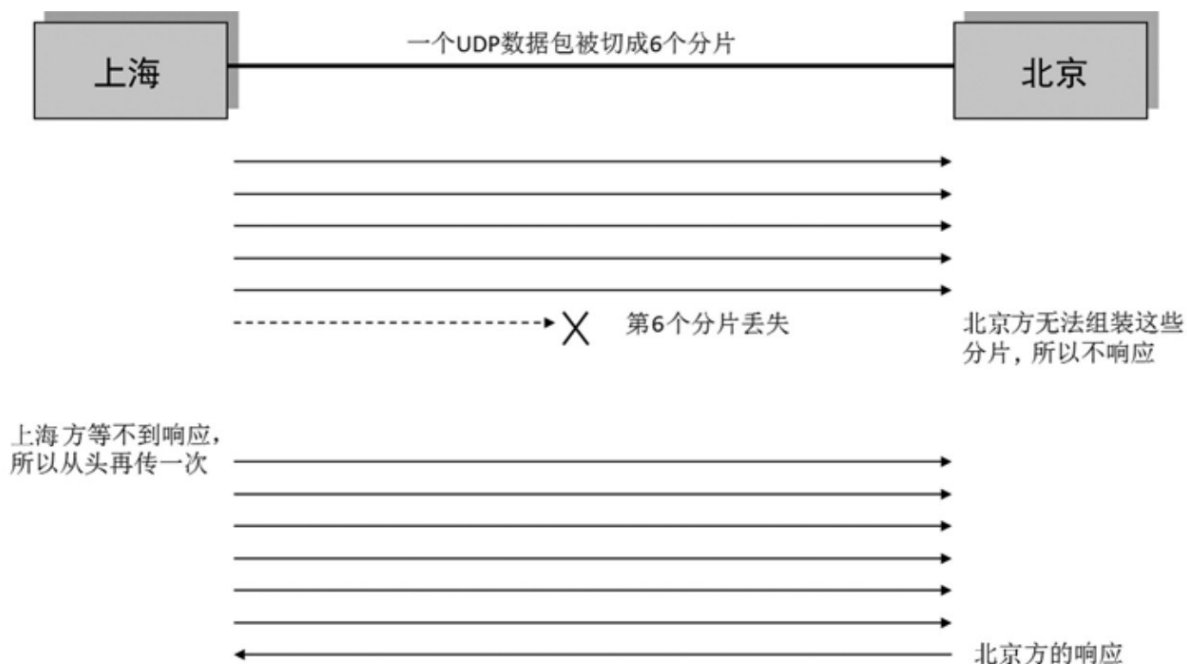 一个UDP数据包被切成6个分片
上海
北京
第6个分片丢失
北京方无法组装这些
分片，所以不响应
上海方等不到响应，
所以从头再传一次
北京方的响应